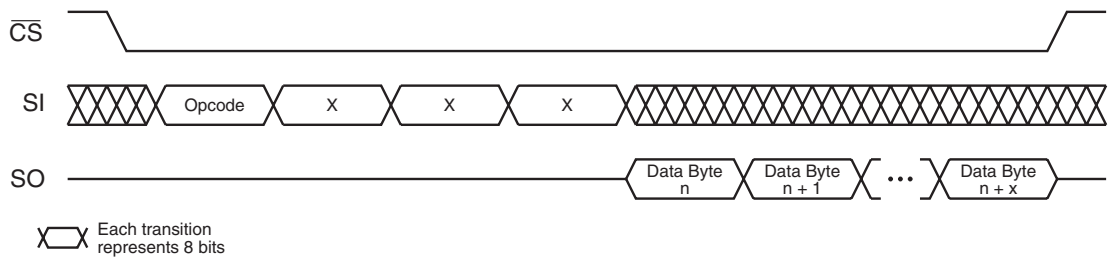 CS
SI
Opcode X X X
SO
Data Byte n
Data Byte n + 1
•••
Data Byte n + x
Each transition
represents 8 bits